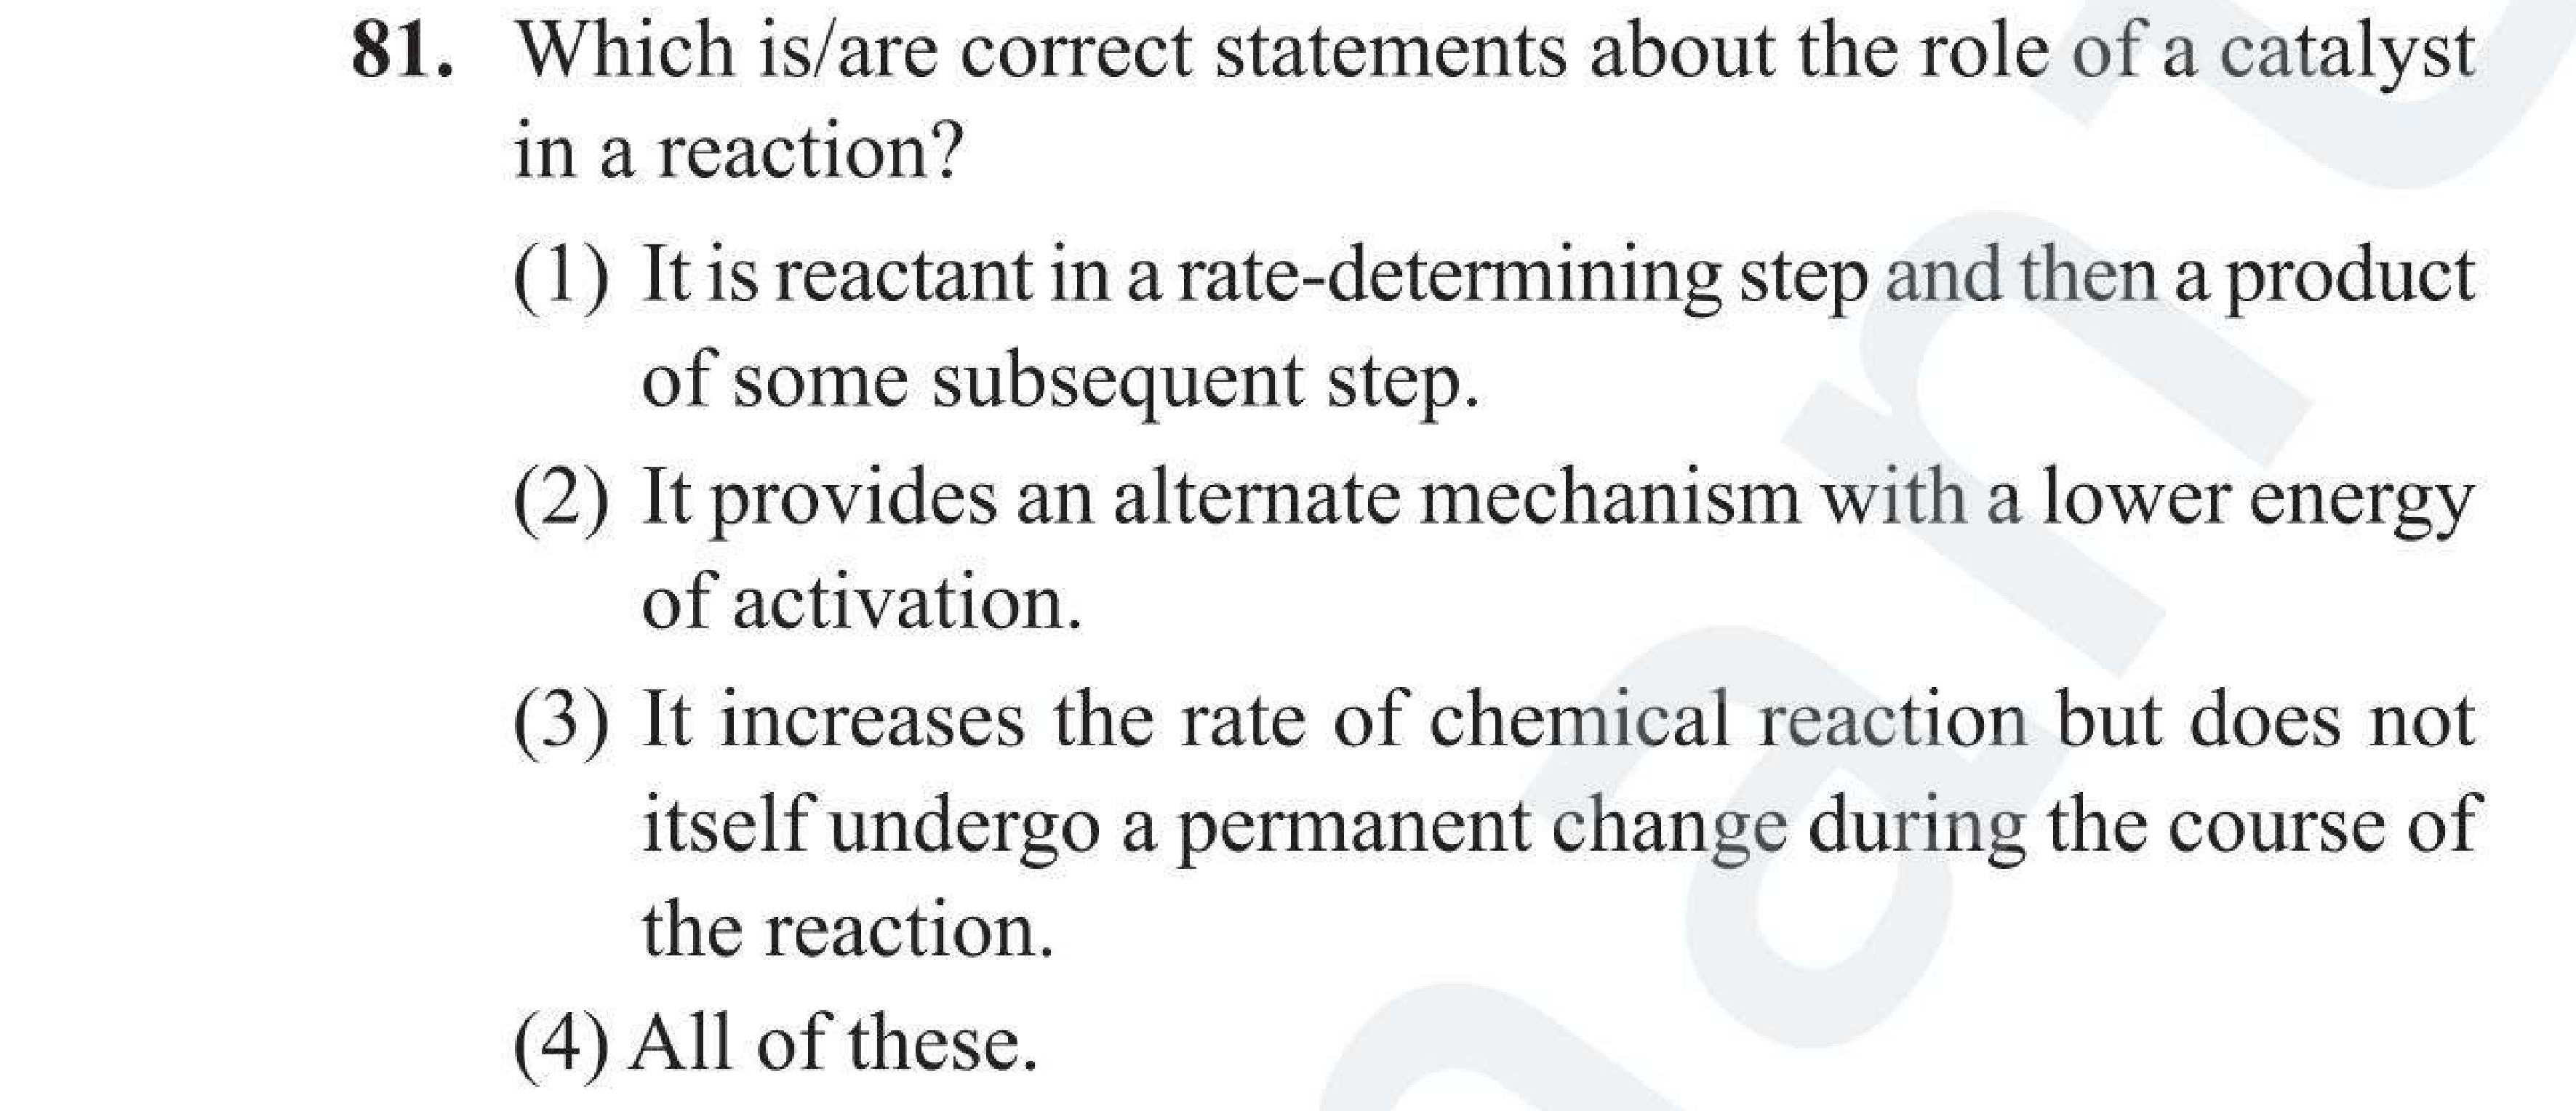 81. Which is/are correct statements about the role of a catalyst
in a reaction?
(1) It is reactant in a rate-determining step and then a product
of some subsequent step.
(2) It provides an alternate mechanism with a lower energy
of activation.
(3) It increases the rate of chemical reaction but does not
itself undergo a permanent change during the course of
the reaction.
(4) All of these.